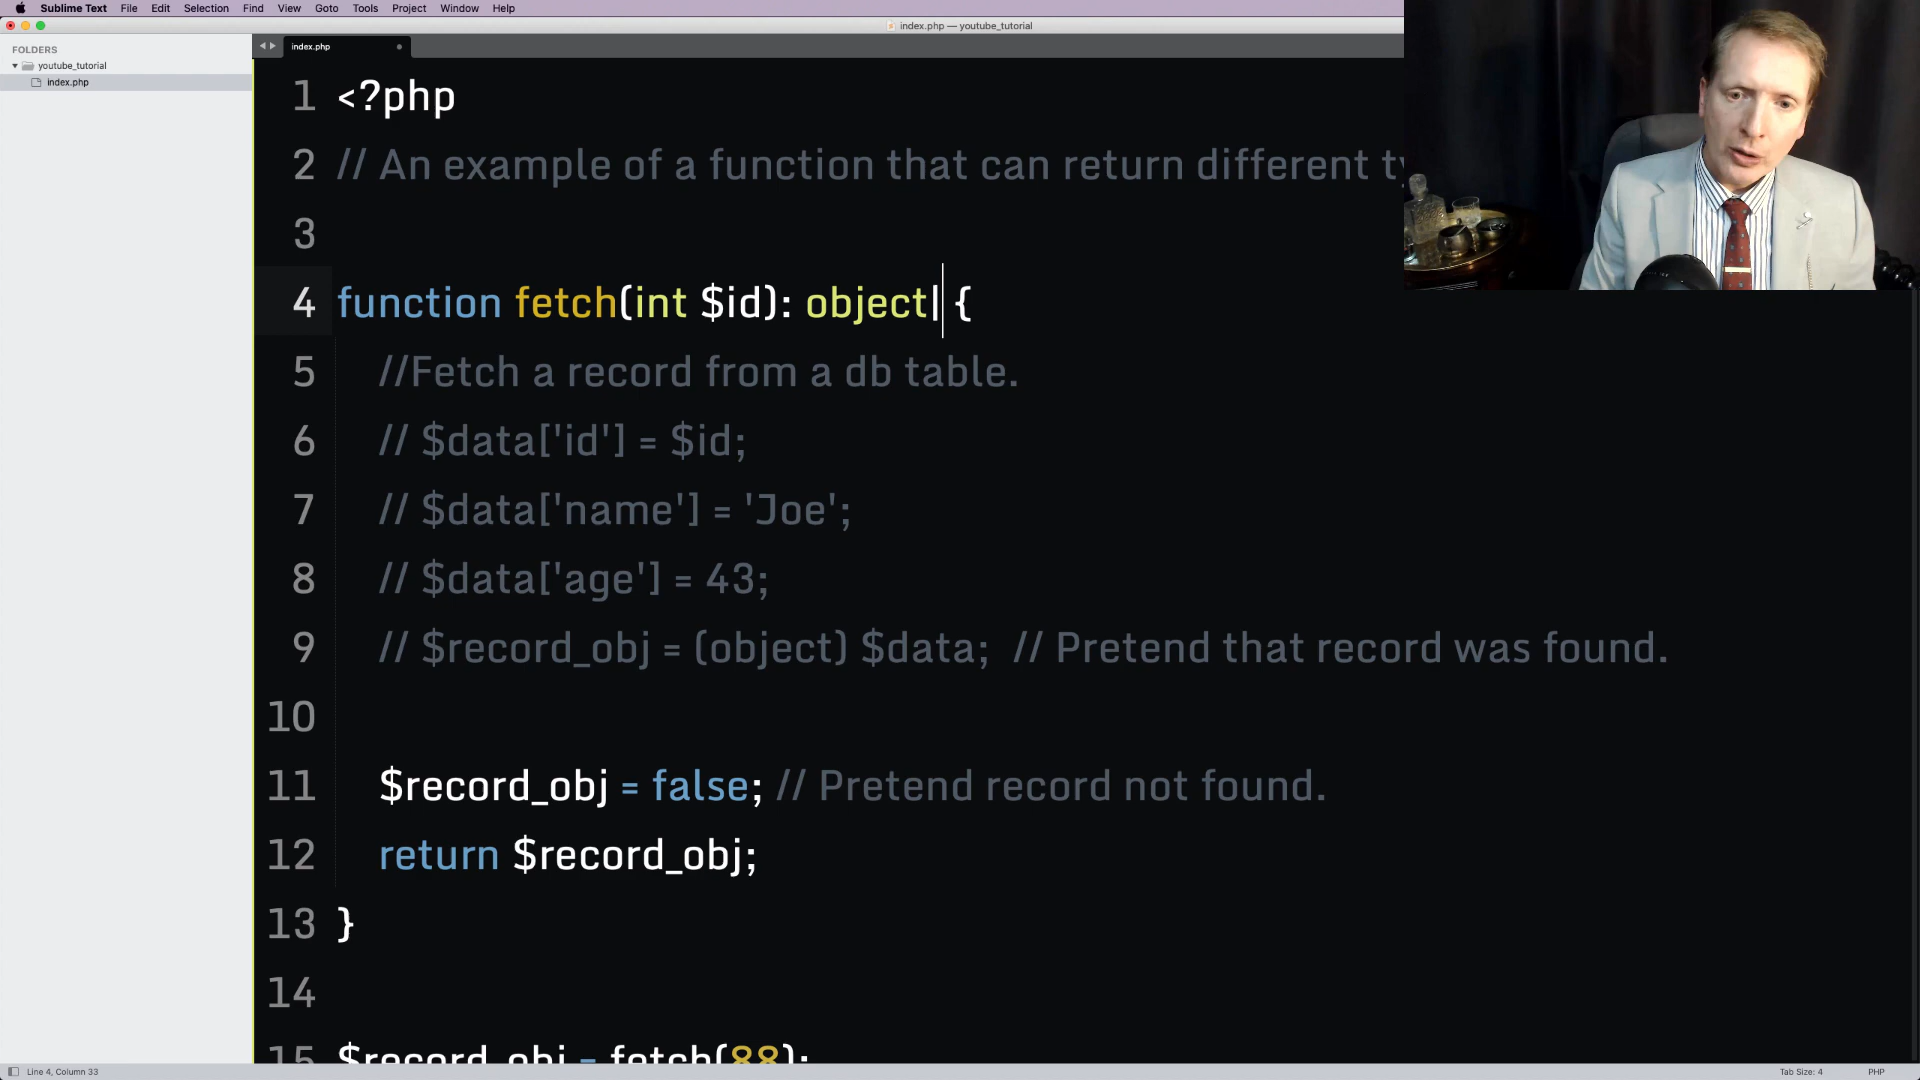 Sublime Text File Edit Selection Find View Goto Tools Project Window Help
index.php — youtube_tutorial
FOLDERS
youtube_tutorial
index.php
index.php
1 <?php
2 // An example of a function that can return different
3
4 function fetch(int $id): object| {
5 //Fetch a record from a db table.
6 // $data['id'] = $id;
7 // $data['name'] = 'Joe';
8 // $data['age'] = 43;
9 // $record_obj = (object) $data; // Pretend that record was found.
10
11 $record_obj = false; // Pretend record not found.
12 return $record_obj;
13 }
14
15 $record_obj = fetch(88);
Line 4, Column 33
Tab Size: 4
PHP